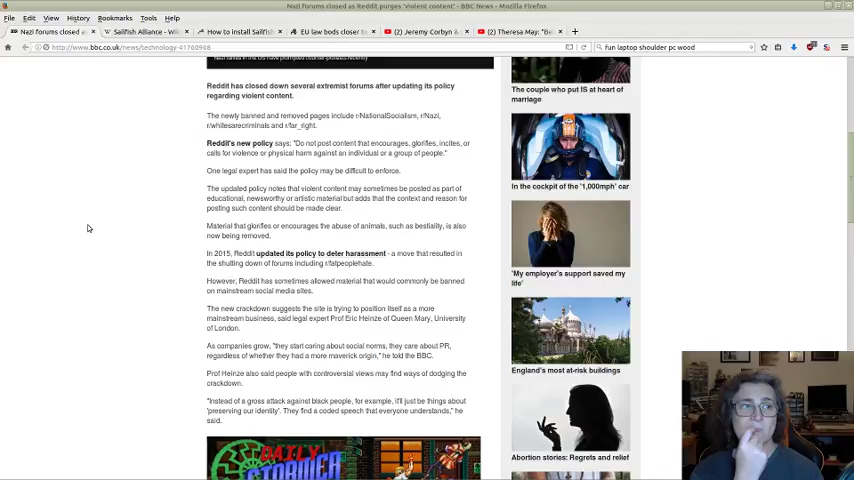 Nazi forums closed as Reddit purges 'violent content' - BBC News - Mozilla Firefox
File Edit View History Bookmarks Tools Help
Nazi forums closed as
Sailfish Alliance - Wik
How to install Sailfish
EU law bods closer to
(2) Jeremy Corbyn &
(2) Theresa May: "Be
http://www.bbc.co.uk/news/technology-41760968
fun laptop shoulder pc wood
Reddit has closed down several extremist forums after updating its policy
regarding violent content.
The newly banned and removed pages include r/NationalSocialism, r/Nazi,
r/whitesarecriminals and r/far_right.
Reddit's new policy says: "Do not post content that encourages, glorifies, incites, or
calls for violence or physical harm against an individual or a group of people."
One legal expert has said the policy may be difficult to enforce.
The updated policy notes that violent content may sometimes be posted as part of
educational, newsworthy or artistic material but adds that the context and reason for
posting such content should be made clear.
Material that glorifies or encourages the abuse of animals, such as bestiality, is also
now being removed.
In 2015, Reddit updated its policy to deter harassment - a move that resulted in
the shutting down of forums including r/fatpeoplehate.
However, Reddit has sometimes allowed material that would commonly be banned
on mainstream social media sites.
The new crackdown suggests the site is trying to position itself as a more
mainstream business, said legal expert Prof Eric Heinze of Queen Mary, University
of London.
As companies grow, "they start caring about social norms, they care about PR,
regardless of whether they had a more maverick origin," he told the BBC.
Prof Heinze also said people with controversial views may find ways of dodging the
crackdown.
"Instead of a gross attack against black people, for example, it'll just be things about
'preserving our identity'. They find a coded speech that everyone understands," he
said.
DAILY
STORMER
The couple who put IS at heart of
marriage
In the cockpit of the '1,000mph' car
'My employer's support saved my
life'
England's most at-risk buildings
Abortion stories: Regrets and relief